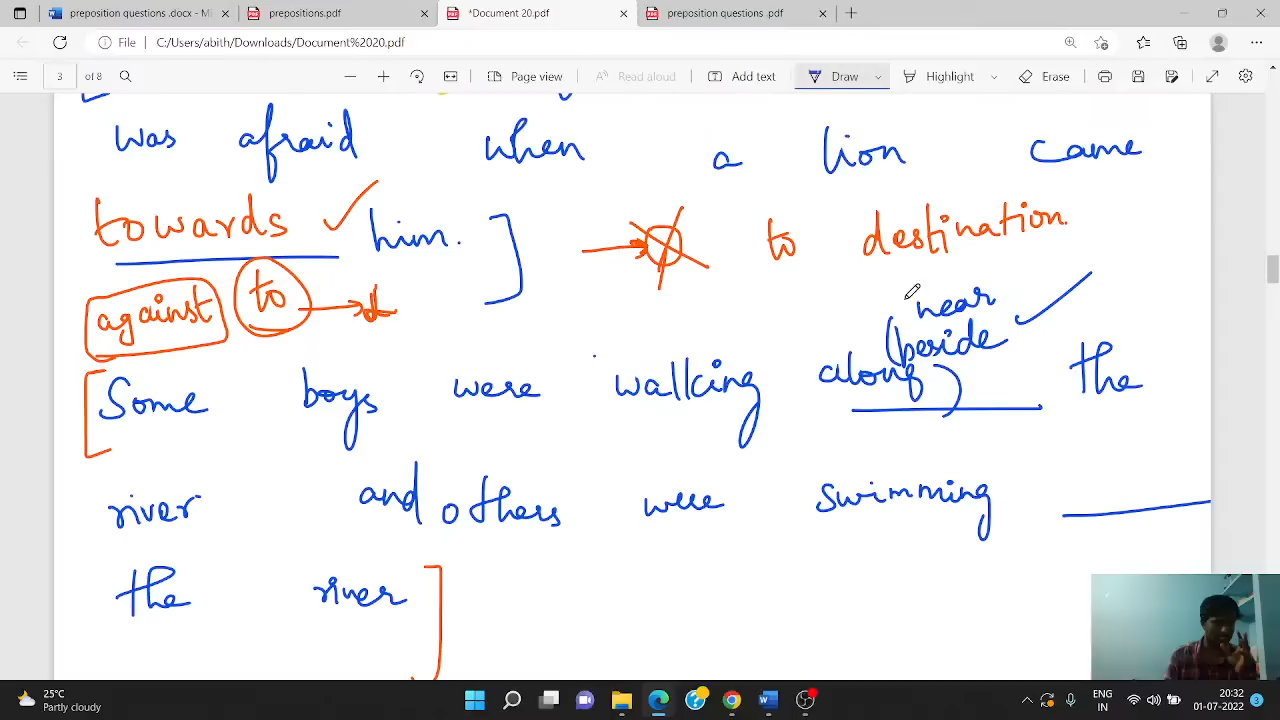 preposition questions .docx - Mi
prepositions.pdf
*Document 20.pdf
preposition questions .pdf
File
C:/Users/abith/Downloads/Document%2020.pdf
3 of 8
Page view
Read aloud
Add text
Draw
Highlight
Erase
was afraid when a lion came
towards him.
to destination.
against to
near
(beside
Some boys were walking along) the
river and others were swimming
the river
25°C
Partly cloudy
ENG
IN
20:32
01-07-2022
3